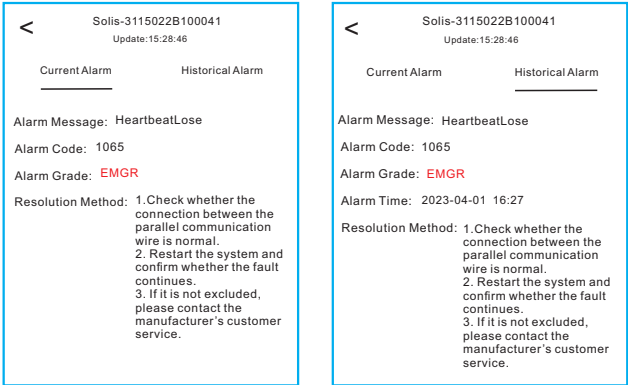 <
Solis-3115022B100041
Update:15:28:46
Current Alarm
Historical Alarm
Alarm Message: HeartbeatLose
Alarm Code: 1065
Alarm Grade: EMGR
Resolution Method: 1.Check whether the
connection between the
parallel communication
wire is normal.
2. Restart the system and
confirm whether the fault
continues.
3. If it is not excluded,
please contact the
manufacturer's customer
service.
<
Solis-3115022B100041
Update:15:28:46
Current Alarm
Historical Alarm
Alarm Message: HeartbeatLose
Alarm Code: 1065
Alarm Grade: EMGR
Alarm Time: 2023-04-01 16:27
Resolution Method: 1.Check whether the
connection between the
parallel communication
wire is normal.
2. Restart the system and
confirm whether the fault
continues.
3. If it is not excluded,
please contact the
manufacturer's customer
service.